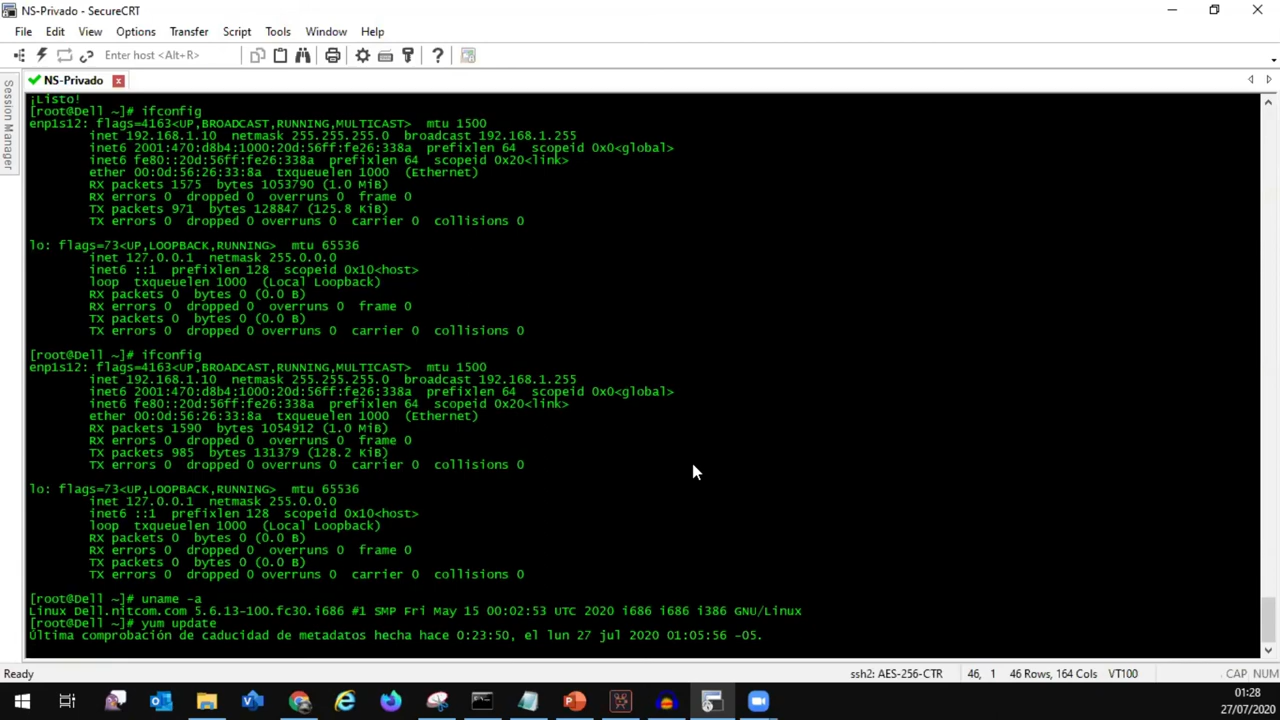 NS-Privado - SecureCRT
File Edit View Options Transfer Script Tools Window Help
Enter host <Alt+R>
NS-Privado
Session Manager
¡Listo!
[root@Dell ~]# ifconfig
enp1s12: flags=4163<UP,BROADCAST,RUNNING,MULTICAST>  mtu 1500
        inet 192.168.1.10  netmask 255.255.255.0  broadcast 192.168.1.255
        inet6 2001:470:d8b4:1000:20d:56ff:fe26:338a  prefixlen 64  scopeid 0x0<global>
        inet6 fe80::20d:56ff:fe26:338a  prefixlen 64  scopeid 0x20<link>
        ether 00:0d:56:26:33:8a  txqueuelen 1000  (Ethernet)
        RX packets 1575  bytes 1053790 (1.0 MiB)
        RX errors 0  dropped 0  overruns 0  frame 0
        TX packets 971  bytes 128847 (125.8 KiB)
        TX errors 0  dropped 0 overruns 0  carrier 0  collisions 0
lo: flags=73<UP,LOOPBACK,RUNNING>  mtu 65536
        inet 127.0.0.1  netmask 255.0.0.0
        inet6 ::1  prefixlen 128  scopeid 0x10<host>
        loop  txqueuelen 1000  (Local Loopback)
        RX packets 0  bytes 0 (0.0 B)
        RX errors 0  dropped 0  overruns 0  frame 0
        TX packets 0  bytes 0 (0.0 B)
        TX errors 0  dropped 0 overruns 0  carrier 0  collisions 0
[root@Dell ~]# ifconfig
enp1s12: flags=4163<UP,BROADCAST,RUNNING,MULTICAST>  mtu 1500
        inet 192.168.1.10  netmask 255.255.255.0  broadcast 192.168.1.255
        inet6 2001:470:d8b4:1000:20d:56ff:fe26:338a  prefixlen 64  scopeid 0x0<global>
        inet6 fe80::20d:56ff:fe26:338a  prefixlen 64  scopeid 0x20<link>
        ether 00:0d:56:26:33:8a  txqueuelen 1000  (Ethernet)
        RX packets 1590  bytes 1054912 (1.0 MiB)
        RX errors 0  dropped 0  overruns 0  frame 0
        TX packets 985  bytes 131379 (128.2 KiB)
        TX errors 0  dropped 0 overruns 0  carrier 0  collisions 0
lo: flags=73<UP,LOOPBACK,RUNNING>  mtu 65536
        inet 127.0.0.1  netmask 255.0.0.0
        inet6 ::1  prefixlen 128  scopeid 0x10<host>
        loop  txqueuelen 1000  (Local Loopback)
        RX packets 0  bytes 0 (0.0 B)
        RX errors 0  dropped 0  overruns 0  frame 0
        TX packets 0  bytes 0 (0.0 B)
        TX errors 0  dropped 0 overruns 0  carrier 0  collisions 0
[root@Dell ~]# uname -a
Linux Dell.nitcom.com 5.6.13-100.fc30.i686 #1 SMP Fri May 15 00:02:53 UTC 2020 i686 i686 i386 GNU/Linux
[root@Dell ~]# yum update
Última comprobación de caducidad de metadatos hecha hace 0:23:50, el lun 27 jul 2020 01:05:56 -05.
Ready ssh2: AES-256-CTR 46, 1 46 Rows, 164 Cols VT100 CAP NUM
01:28
27/07/2020